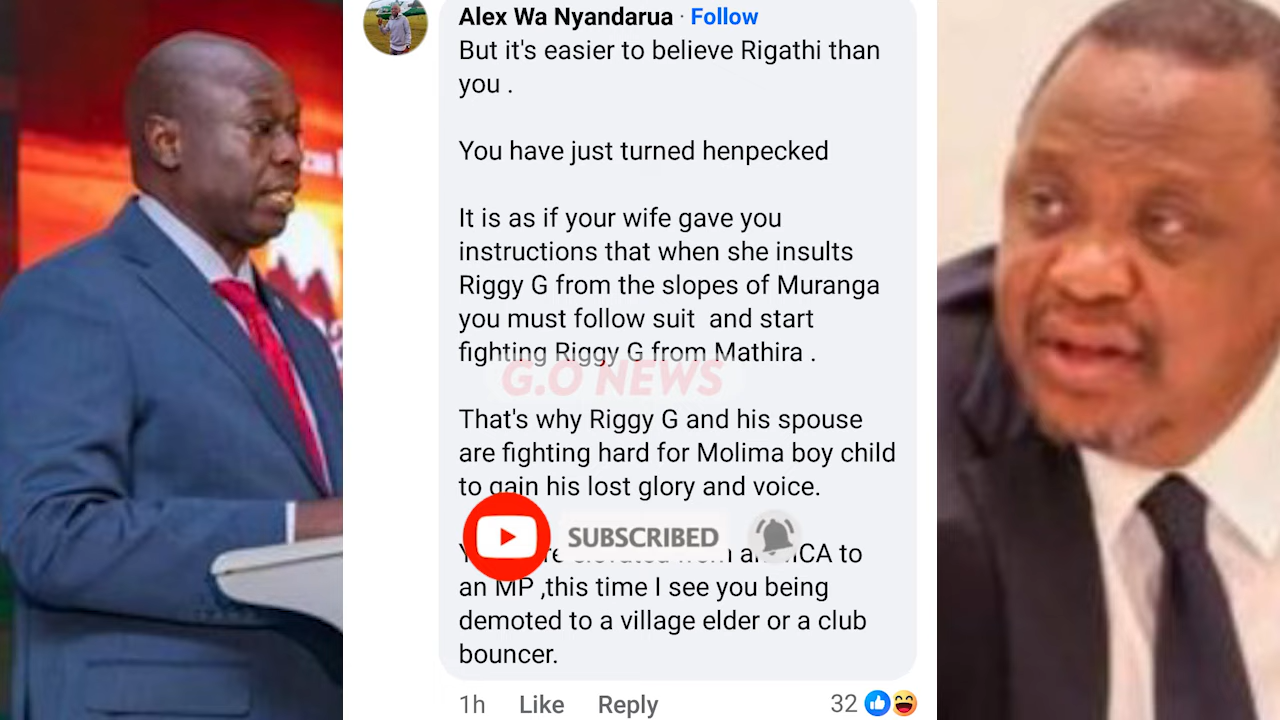 Alex Wa Nyandarua · Follow
But it's easier to believe Rigathi than
you .
You have just turned henpecked
It is as if your wife gave you
instructions that when she insults
Riggy G from the slopes of Muranga
you must follow suit and start
fighting Riggy G from Mathira .
G.O NEWS
That's why Riggy G and his spouse
are fighting hard for Molima boy child
to gain his lost glory and voice.
SUBSCRIBED
to
an MP ,this time I see you being
demoted to a village elder or a club
bouncer.
1h Like Reply 32